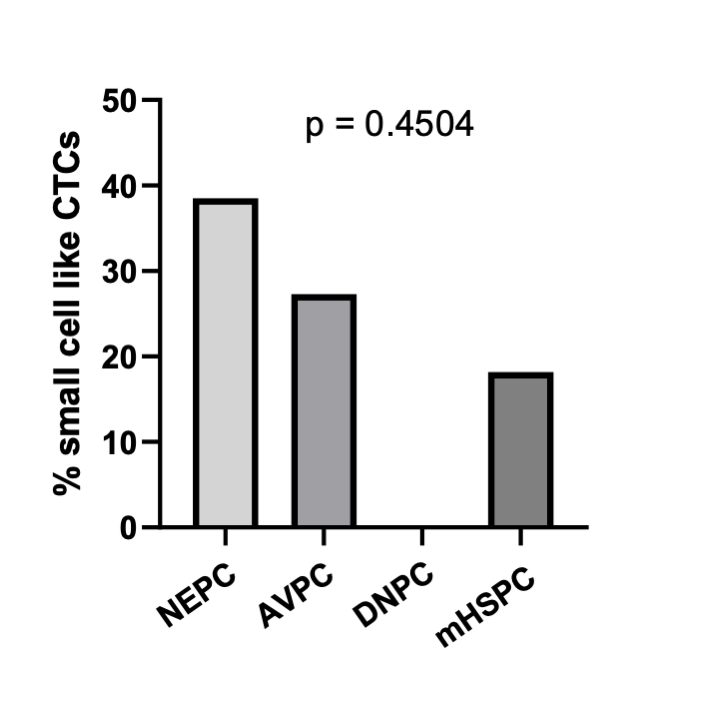 p = 0.4504
% small cell like CTCs
50
40
30
20
10
0
NEPC
AVPC
DNPC
mHSPC